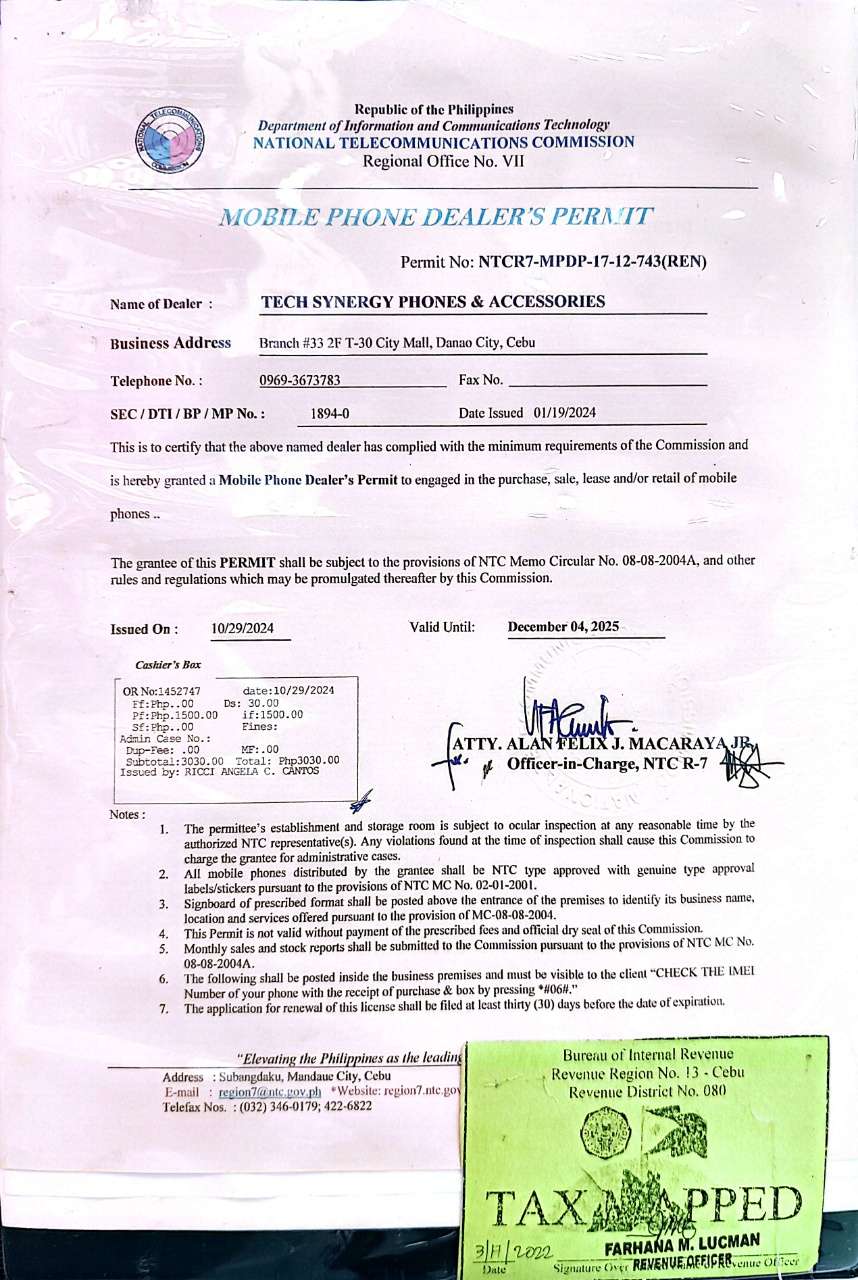 NATIONAL TELECOMMUNICATIONS COMMISSION
Republic of the Philippines
Department of Information and Communications Technology
NATIONAL TELECOMMUNICATIONS COMMISSION
Regional Office No. VII
MOBILE PHONE DEALER'S PERMIT
Permit No: NTCR7-MPDP-17-12-743(REN)
Name of Dealer : TECH SYNERGY PHONES & ACCESSORIES
Business Address Branch #33 2F T-30 City Mall, Danao City, Cebu
Telephone No. : 0969-3673783 Fax No.
SEC / DTI / BP / MP No. : 1894-0 Date Issued 01/19/2024
This is to certify that the above named dealer has complied with the minimum requirements of the Commission and
is hereby granted a Mobile Phone Dealer's Permit to engaged in the purchase, sale, lease and/or retail of mobile
phones ..
The grantee of this PERMIT shall be subject to the provisions of NTC Memo Circular No. 08-08-2004A, and other
rules and regulations which may be promulgated thereafter by this Commission.
Issued On : 10/29/2024 Valid Until: December 04, 2025
Cashier's Box
OR No:1452747 date:10/29/2024
Ff:Php..00 Ds: 30.00
Pf:Php.1500.00 if:1500.00
Sf:Php..00 Fines:
Admin Case No.:
Dup-Fee: .00 MF:.00
Subtotal:3030.00 Total: Php3030.00
Issued by: RICCI ANGELA C. CANTOS
ATTY. ALAN FELIX J. MACARAYA JR.
Officer-in-Charge, NTC R-7
Notes :
1. The permittee's establishment and storage room is subject to ocular inspection at any reasonable time by the
authorized NTC representative(s). Any violations found at the time of inspection shall cause this Commission to
charge the grantee for administrative cases.
2. All mobile phones distributed by the grantee shall be NTC type approved with genuine type approval
labels/stickers pursuant to the provisions of NTC MC No. 02-01-2001.
3. Signboard of prescribed format shall be posted above the entrance of the premises to identify its business name,
location and services offered pursuant to the provision of MC-08-08-2004.
4. This Permit is not valid without payment of the prescribed fees and official dry seal of this Commission.
5. Monthly sales and stock reports shall be submitted to the Commission pursuant to the provisions of NTC MC No.
08-08-2004A.
6. The following shall be posted inside the business premises and must be visible to the client “CHECK THE IMEI
Number of your phone with the receipt of purchase & box by pressing *#06#.”
7. The application for renewal of this license shall be filed at least thirty (30) days before the date of expiration.
"Elevating the Philippines as the leading
Address : Subangdaku, Mandaue City, Cebu
E-mail : region7@ntc.gov.ph *Website: region7.ntc.gov
Telefax Nos. : (032) 346-0179; 422-6822
Bureau of Internal Revenue
Revenue Region No. 13 - Cebu
Revenue District No. 080
TAX MAPPED
3/17/2022
FARHANA M. LUCMAN
REVENUE OFFICER
Date Signature Over Revenue Officer